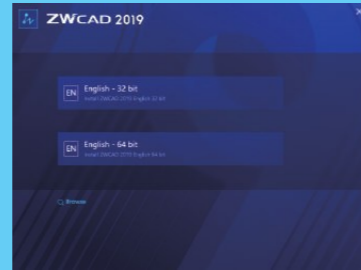 ZWCAD 2019
EN
English - 32 bit
Install ZWCAD 2019 English 32 bit
EN
English - 64 bit
Install ZWCAD 2019 English 64 bit
Browse